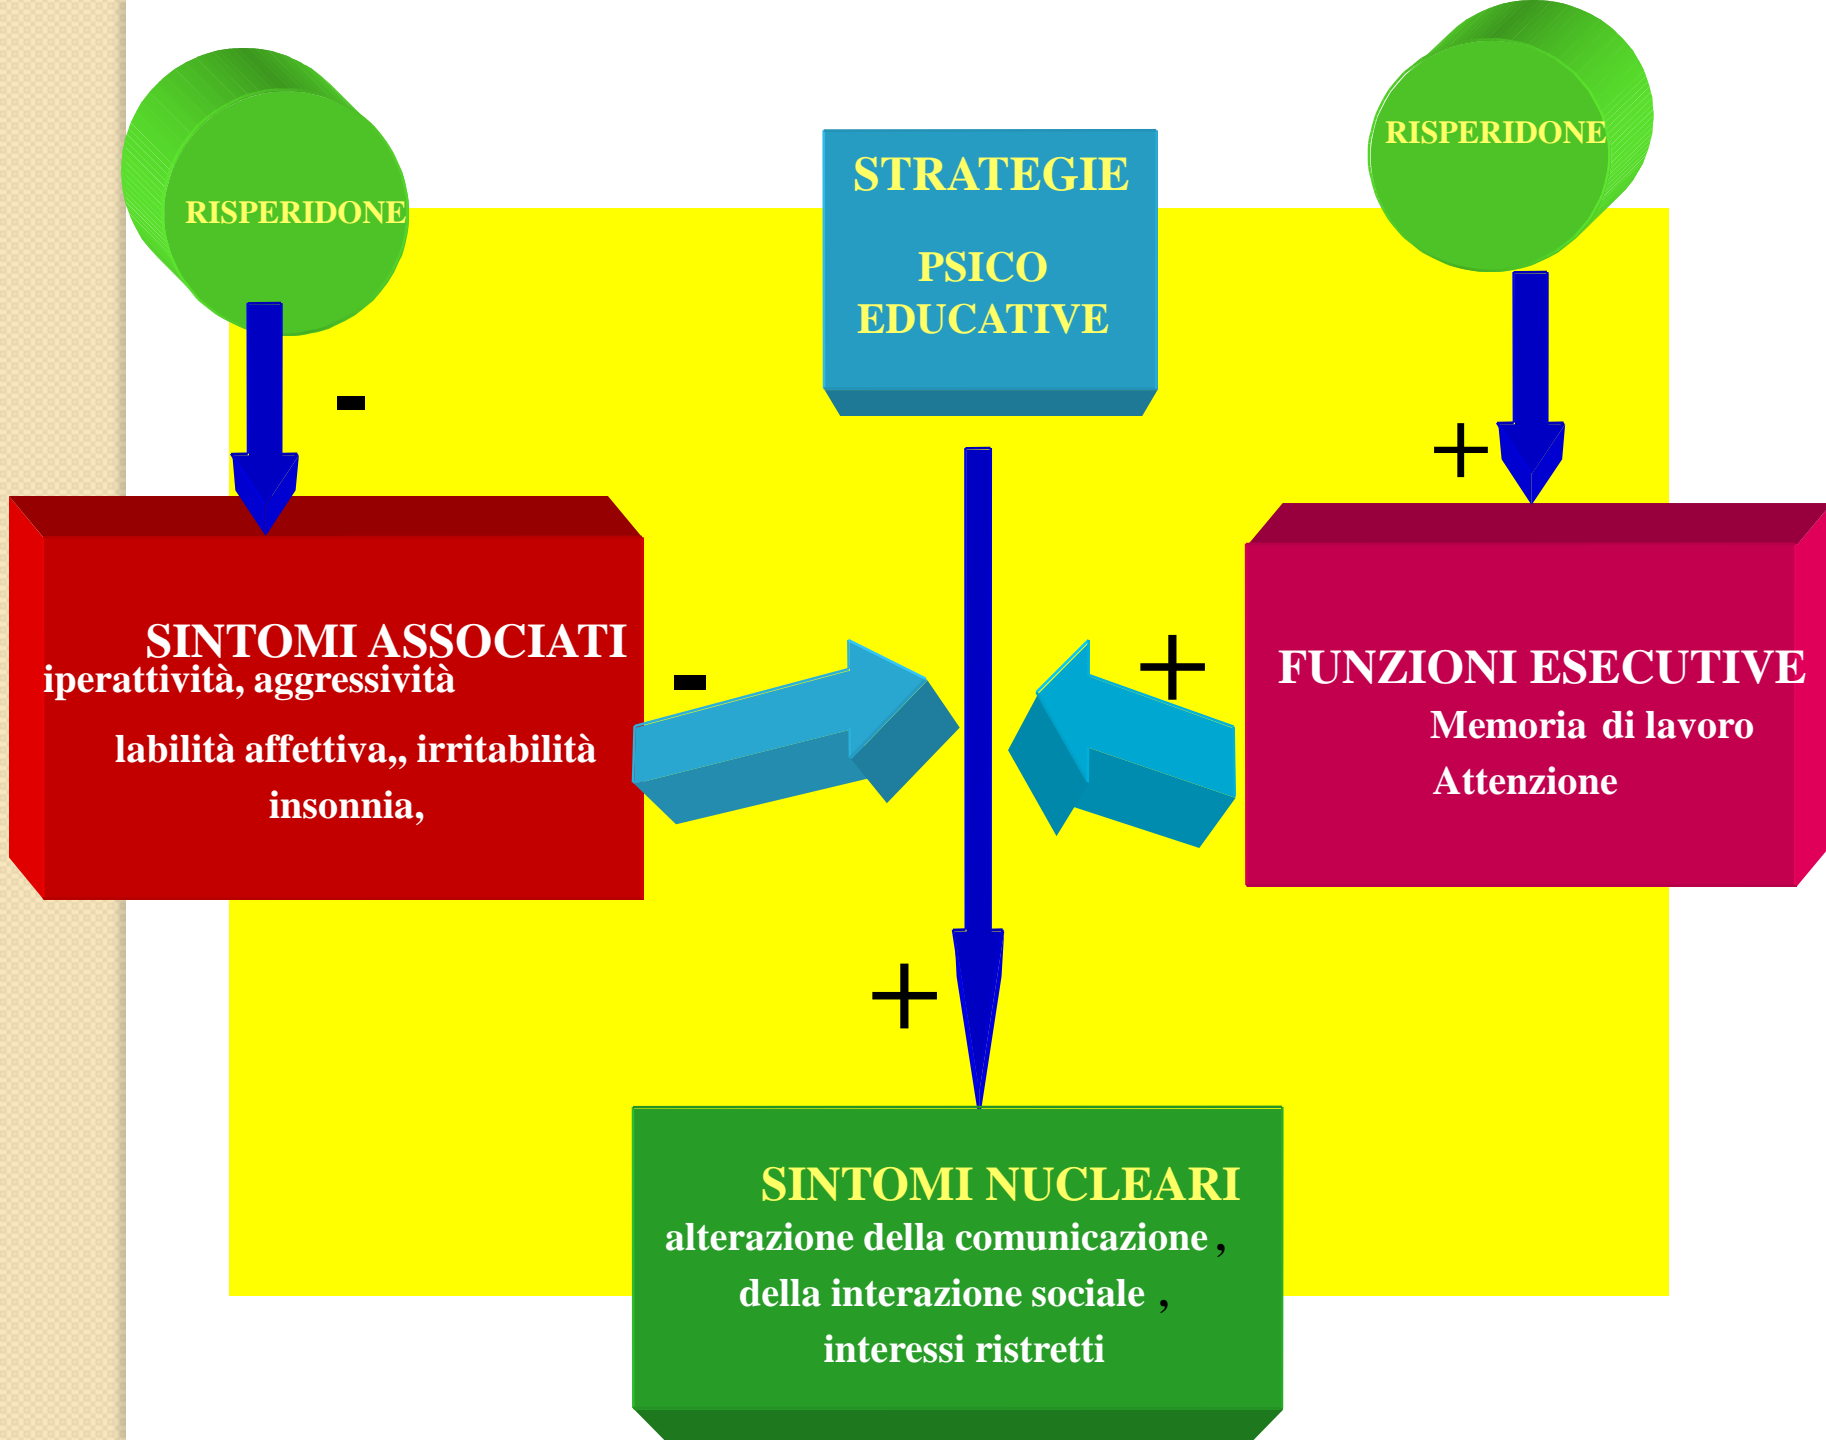 RISPERIDONE
STRATEGIE
PSICO
EDUCATIVE
RISPERIDONE
-
+
SINTOMI ASSOCIATI
iperattività, aggressività
labilità affettiva,, irritabilità
insonnia,
-
+
FUNZIONI ESECUTIVE
Memoria di lavoro
Attenzione
+
SINTOMI NUCLEARI
alterazione della comunicazione ,
della interazione sociale ,
interessi ristretti